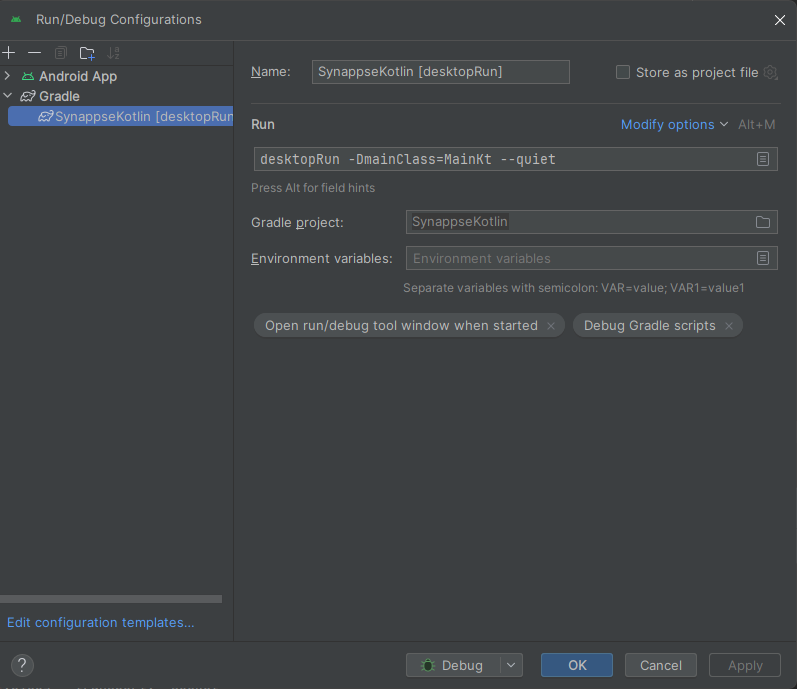 Run/Debug Configurations
Android App
Gradle
SynappseKotlin [desktopRun
Name:
SynappseKotlin [desktopRun]
Store as project file
Run
Modify options
Alt+M
desktopRun -DmainClass=MainKt --quiet
Press Alt for field hints
Gradle project:
SynappseKotlin
Environment variables:
Environment variables
Separate variables with semicolon: VAR=value; VAR1=value1
Open run/debug tool window when started
Debug Gradle scripts
Edit configuration templates...
?
Debug
OK
Cancel
Apply